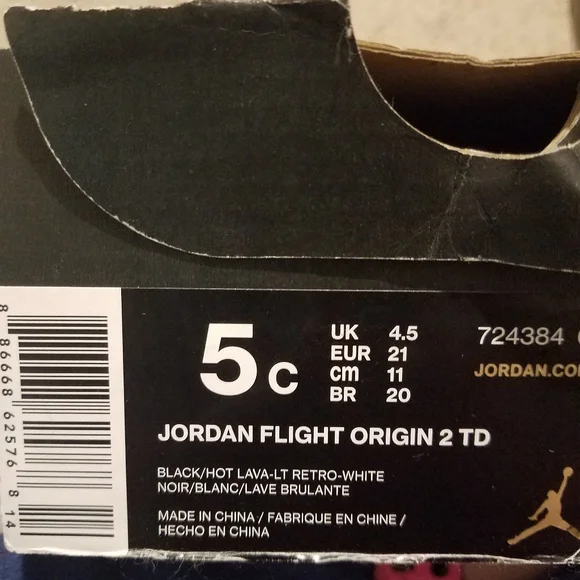 5c
UK 4.5
EUR 21
cm 11
BR 20
724384
JORDAN.CO
JORDAN FLIGHT ORIGIN 2 TD
BLACK/HOT LAVA-LT RETRO-WHITE
NOIR/BLANC/LAVE BRULANTE
MADE IN CHINA / FABRIQUE EN CHINE /
HECHO EN CHINA
8 86668 62576 8 14